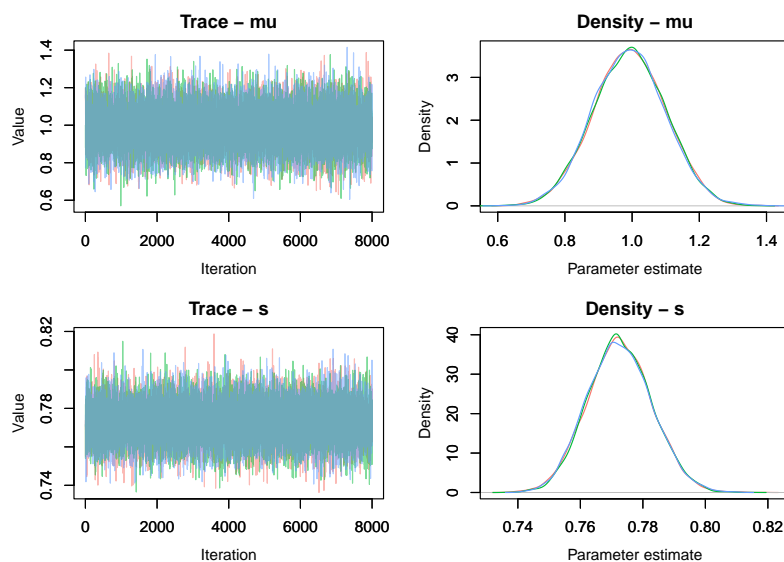 Trace − mu
Value
0.6
0.8
1.0
1.2
1.4
0 2000 4000 6000 8000
Iteration
Density − mu
Density
0 1 2 3
0.6 0.8 1.0 1.2 1.4
Parameter estimate
Trace − s
Value
0.74 0.78 0.82
0 2000 4000 6000 8000
Iteration
Density − s
Density
0 10 20 30 40
0.74 0.76 0.78 0.80 0.82
Parameter estimate